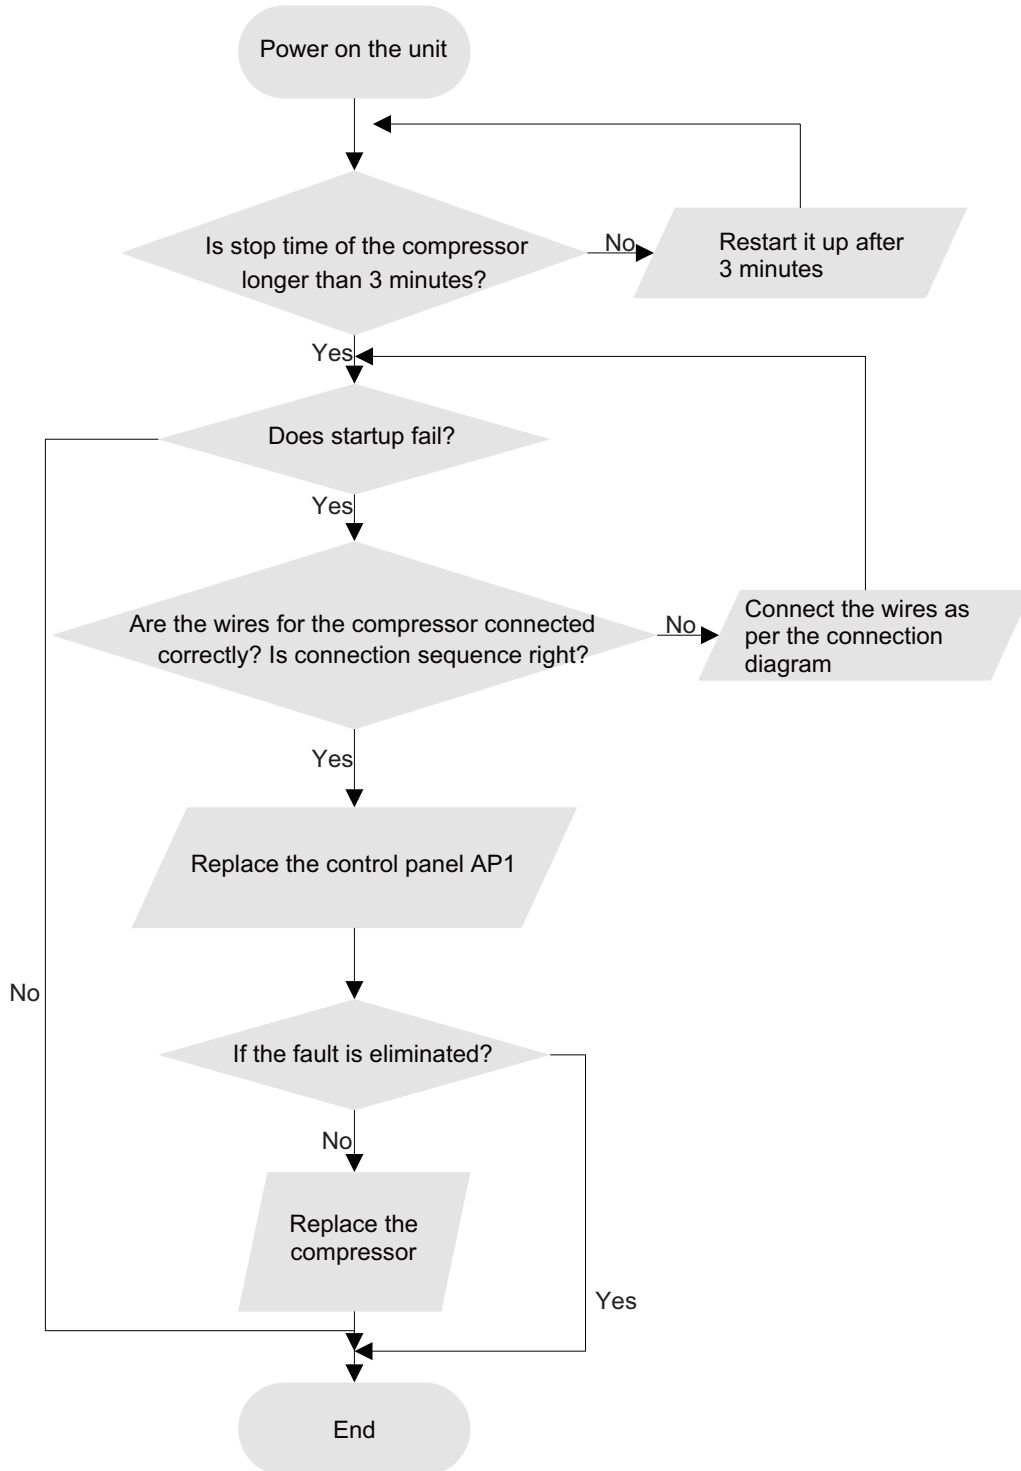 Power on the unit
Is stop time of the compressor
longer than 3 minutes?
No
Restart it up after
3 minutes
Yes
Does startup fail?
Yes
Are the wires for the compressor connected
correctly? Is connection sequence right?
No
Connect the wires as
per the connection
diagram
Yes
Replace the control panel AP1
No
If the fault is eliminated?
No
Replace the
compressor
Yes
End